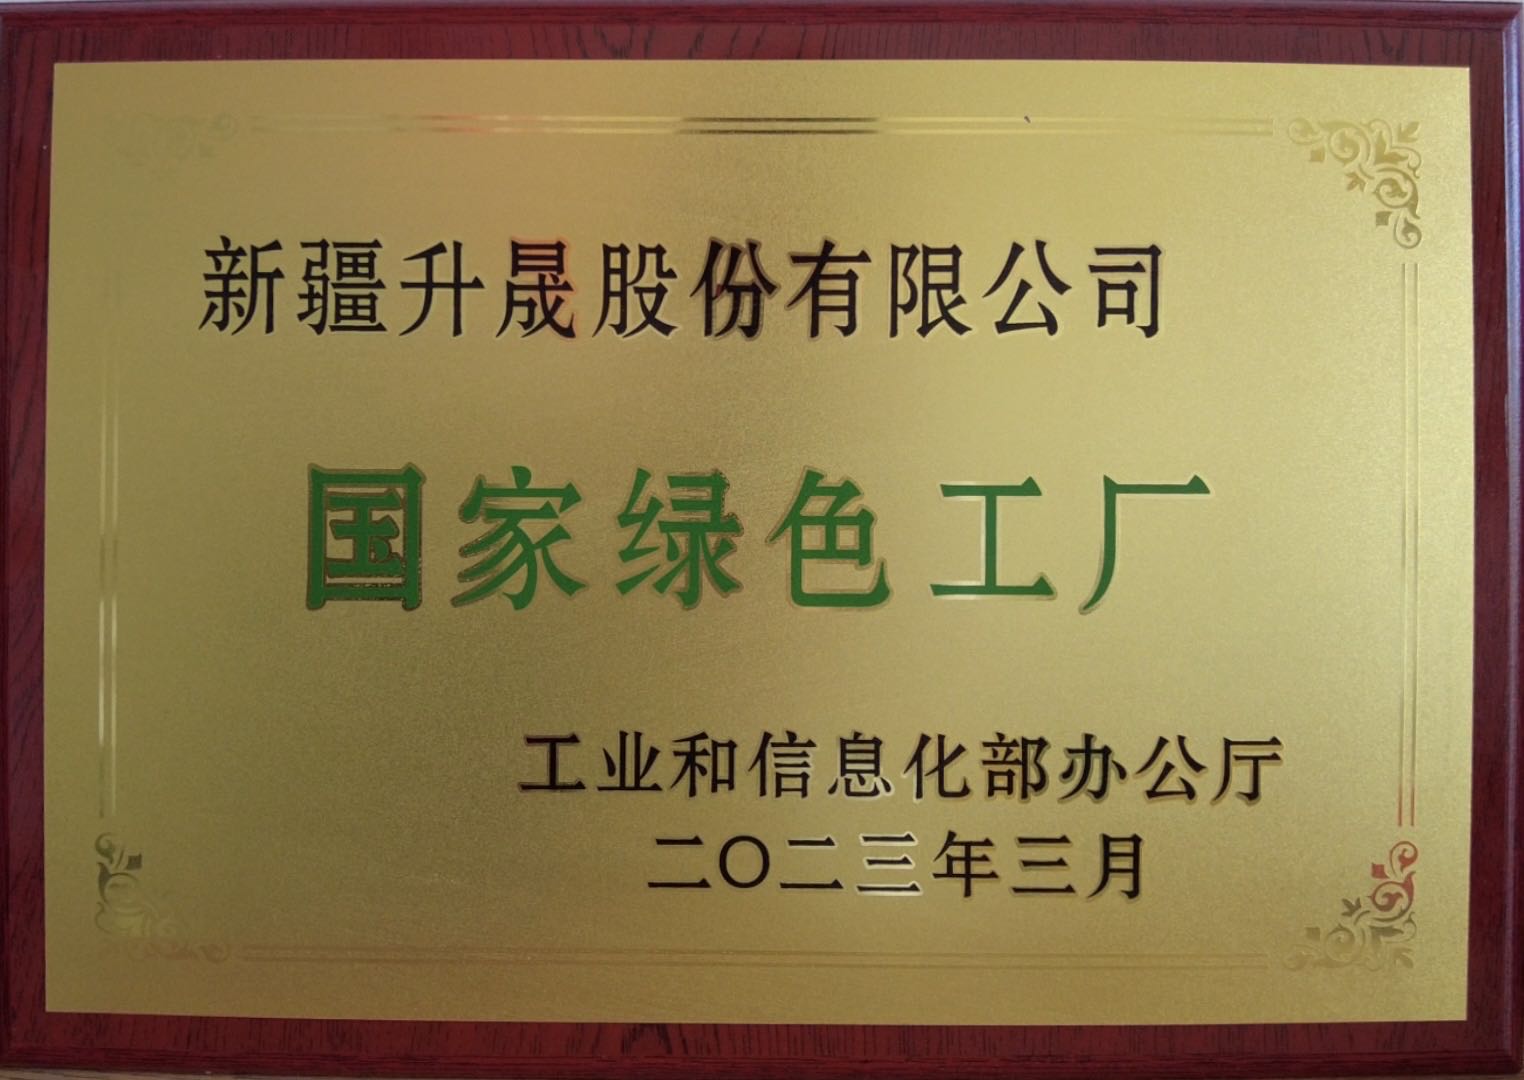 新疆升晟股份有限公司
国家绿色工厂
工业和信息化部办公厅
二〇二三年三月